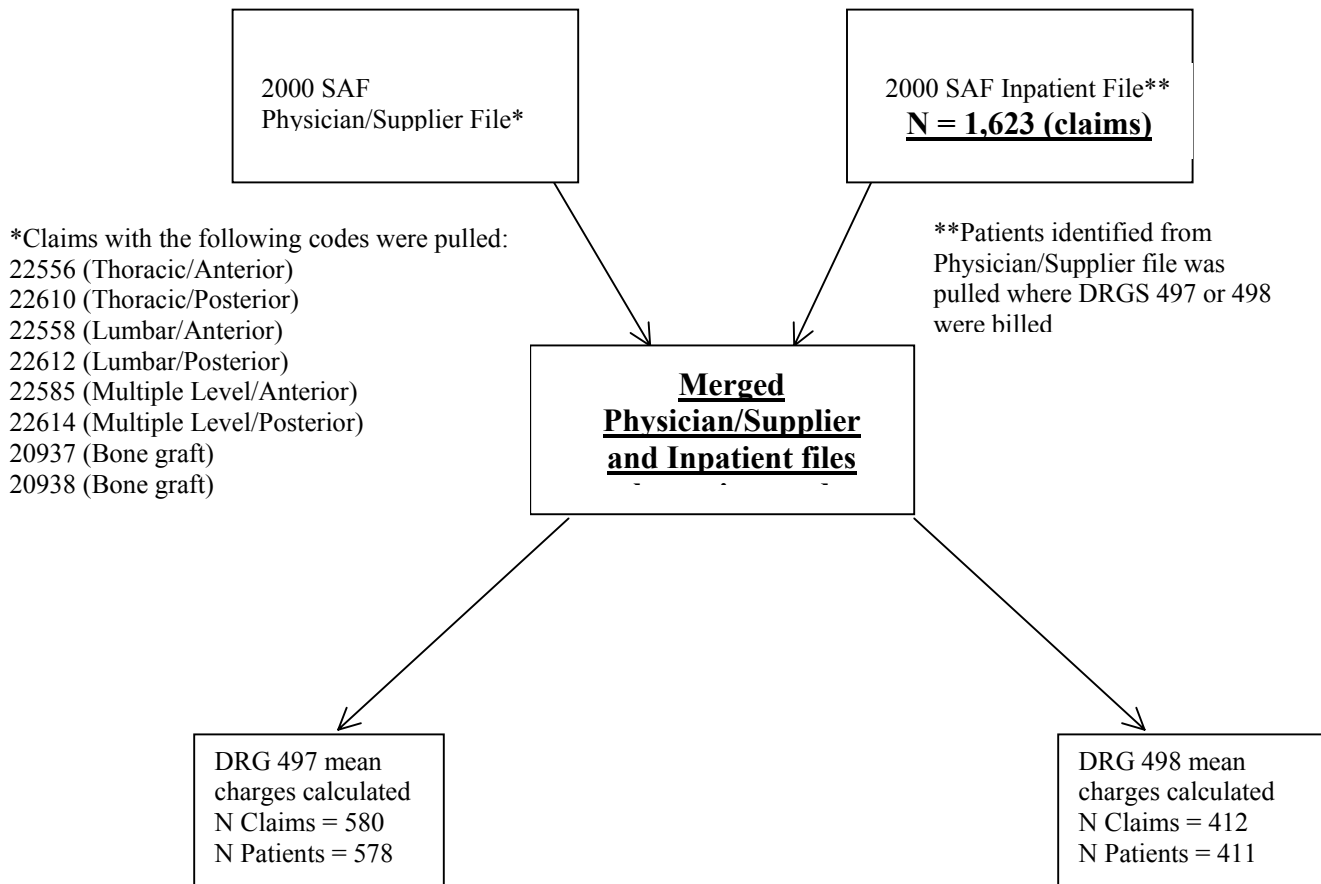 2000 SAF
Physician/Supplier File*
2000 SAF Inpatient File**
N = 1,623 (claims)
*Claims with the following codes were pulled:
22556 (Thoracic/Anterior)
22610 (Thoracic/Posterior)
22558 (Lumbar/Anterior)
22612 (Lumbar/Posterior)
22585 (Multiple Level/Anterior)
22614 (Multiple Level/Posterior)
20937 (Bone graft)
20938 (Bone graft)
**Patients identified from
Physician/Supplier file was
pulled where DRGS 497 or 498
were billed
Merged
Physician/Supplier
and Inpatient files
DRG 497 mean
charges calculated
N Claims = 580
N Patients = 578
DRG 498 mean
charges calculated
N Claims = 412
N Patients = 411